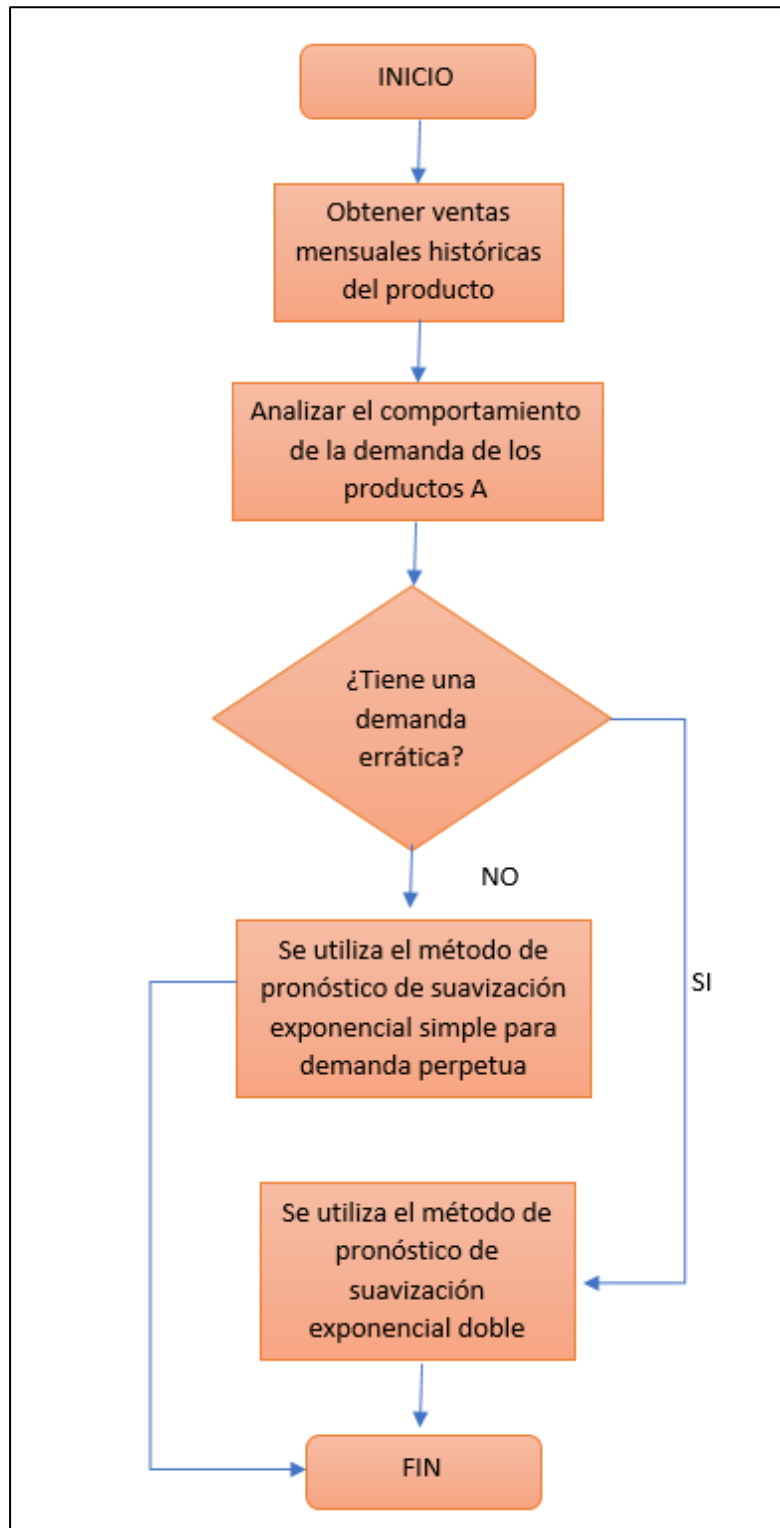 INICIO
Obtener ventas
mensuales históricas
del producto
Analizar el comportamiento
de la demanda de los
productos A
¿Tiene una
demanda
errática?
NO
Se utiliza el método de
pronóstico de suavización
exponencial simple para
demanda perpetua
SI
Se utiliza el método de
pronóstico de
suavización
exponencial doble
FIN